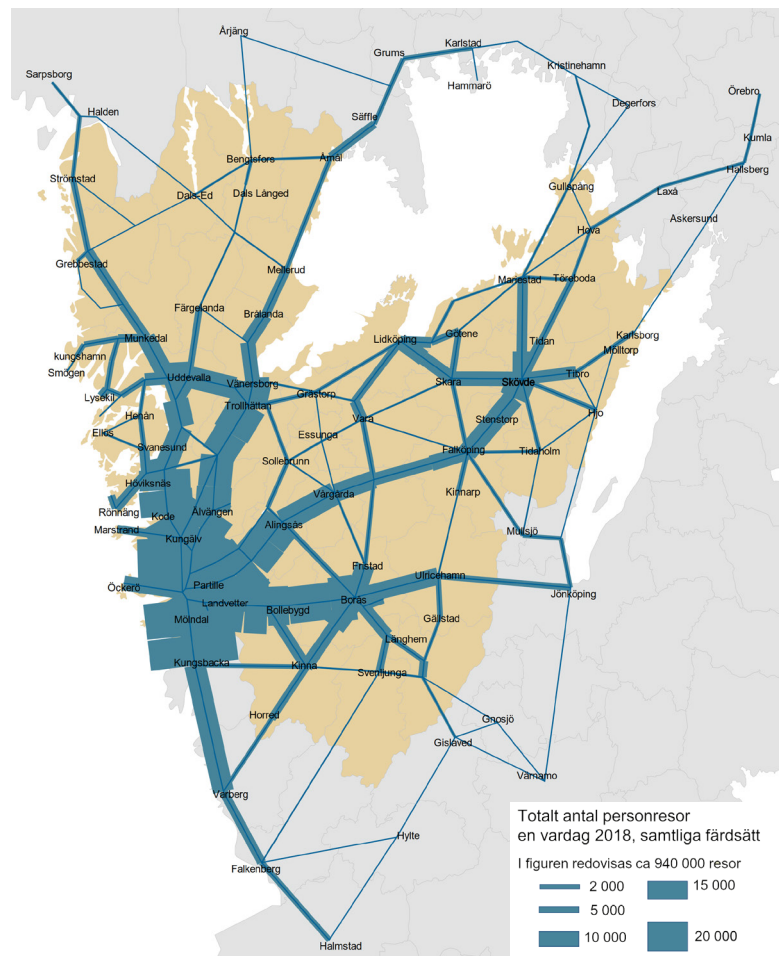 Årjäng
Karlstad
Grums
Kristinehamn
Sarpsborg
Hammarö
Örebro
Degerfors
Halden
Säffle
Kumla
Bengtsfors
Åmål
Hallsberg
Strömstad
Gullspång
Dals-Ed
Dals Långed
Laxå
Askersund
Hova
Grebbestad
Mellerud
Mariestad
Töreboda
Färgelanda
Brålanda
Munkedal
Lidköping
Götene
Tidan
Karlsborg
Mölltorp
kungshamn
Smögen
Uddevalla
Vänersborg
Skara
Skövde
Tibro
Lysekil
Trollhättan
Grästorp
Henån
Vara
Stenstorp
Hjo
Ellös
Essunga
Svanesund
Sollebrunn
Falköping
Tidaholm
Höviksnäs
Vårgårda
Kinnarp
Rönnäng
Kode
Älvängen
Alingsås
Marstrand
Kungälv
Mullsjö
Fristad
Ulricehamn
Öckerö
Partille
Jönköping
Landvetter
Bollebygd
Borås
Mölndal
Gällstad
Länghem
Kungsbacka
Kinna
Svenljunga
Horred
Gnosjö
Gislaved
Värnamo
Varberg
Hylte
Falkenberg
Halmstad
Totalt antal personresor
en vardag 2018, samtliga färdsätt
I figuren redovisas ca 940 000 resor
2 000
15 000
5 000
10 000
20 000